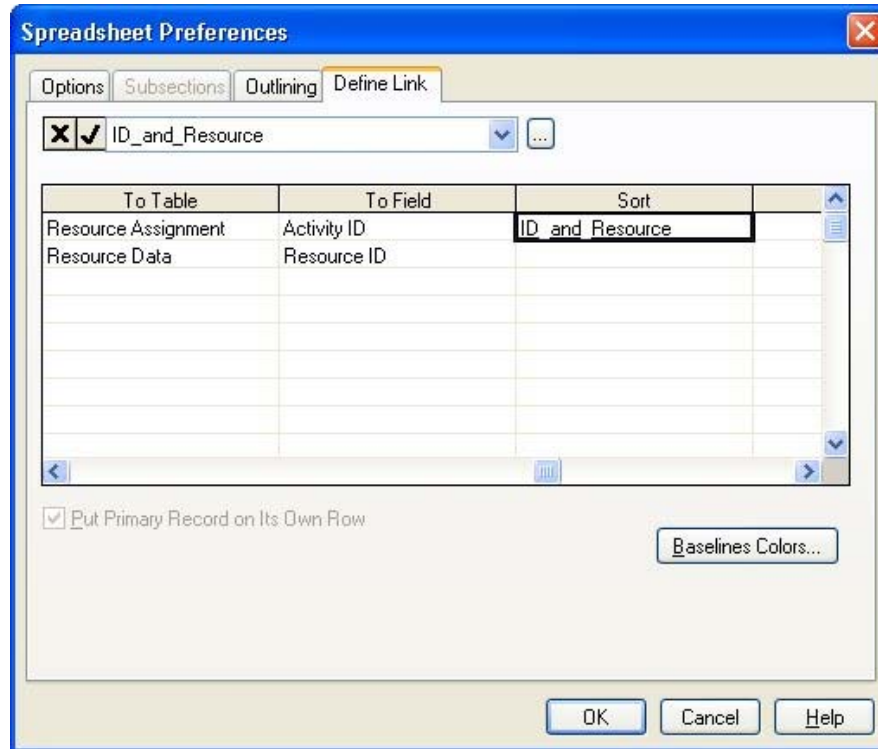 Spreadsheet Preferences
Options Subsections Outlining Define Link
ID_and_Resource ...
To Table To Field Sort
Resource Assignment Activity ID ID_and_Resource
Resource Data Resource ID
Put Primary Record on Its Own Row
Baselines Colors...
OK Cancel Help